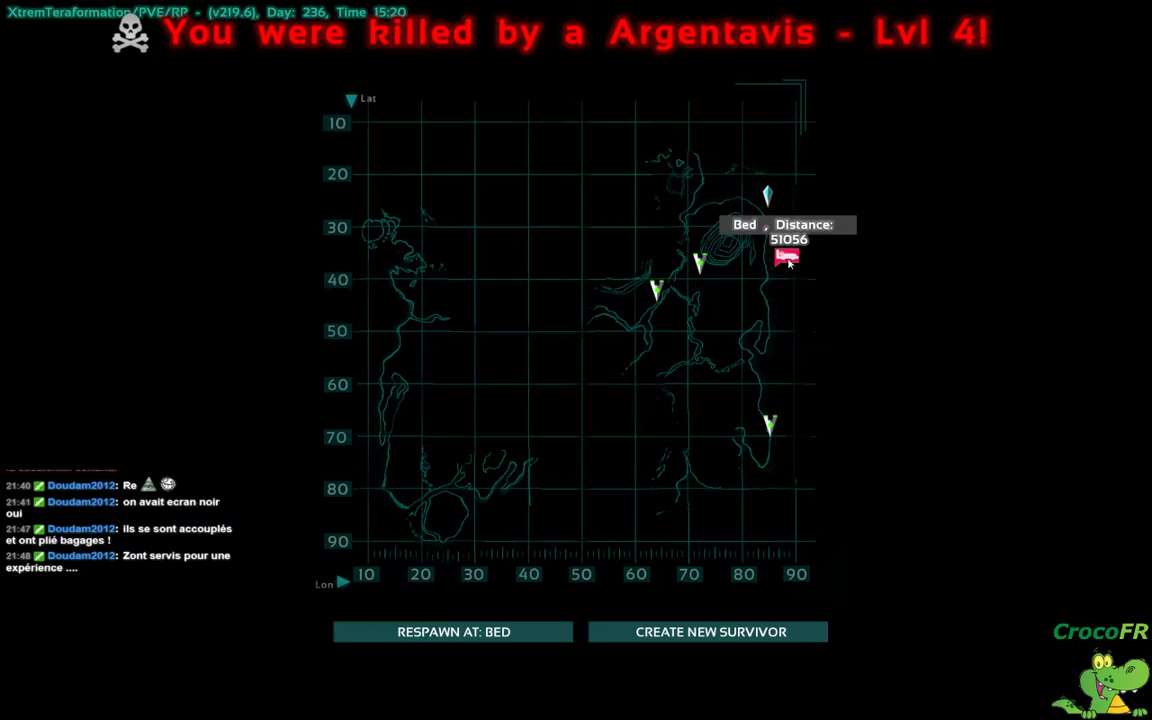 XtremTeraformation/PVE/RP - (v219.6), Day: 236, Time 15:20
You were killed by a Argentavis - Lvl 4!
Lat
10
20
30
Bed , Distance:
51056
40
50
60
70
80
90
Lon
10 20 30 40 50 60 70 80 90
21:40 Doudam2012: Re
21:41 Doudam2012: on avait ecran noir
oui
21:47 Doudam2012: ils se sont accouplés
et ont plié bagages !
21:48 Doudam2012: Zont servis pour une
expérience ....
RESPAWN AT: BED
CREATE NEW SURVIVOR
CrocoFR